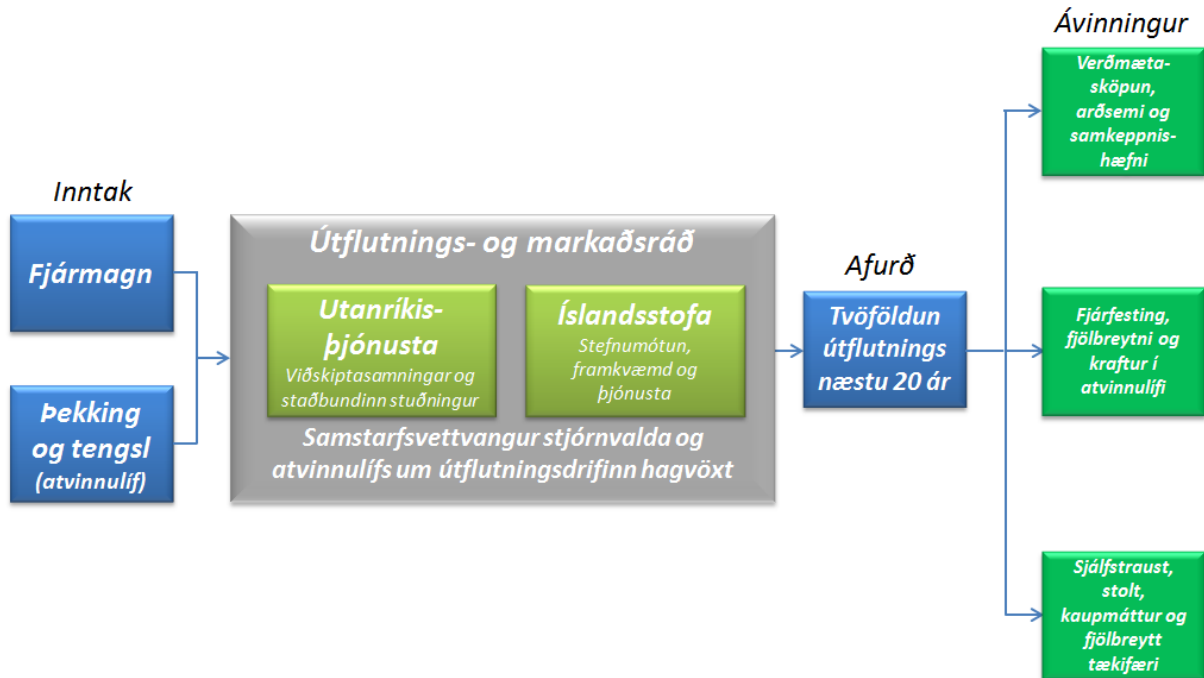 Inntak
Fjármagn
Þekking
og tengsl
(atvinnulíf)
Útflutnings- og markaðsráð
Utanríkis-
þjónusta
Viðskiptasamningar og
staðbundinn stuðningur
Íslandsstofa
Stefnumótun,
framkvæmd og
þjónusta
Samstarfsvettvangur stjórnvalda og
atvinnulífs um útflutningsdrifinn hagvöxt
Afurð
Tvöföldun
útflutnings
næstu 20 ár
Ávinningur
Verðmæta-
sköpun,
arðsemi og
samkeppnis-
hæfni
Fjárfesting,
fjölbreytni og
kraftur í
atvinnulífi
Sjálfstraust,
stolt,
kaupmáttur og
fjölbreytt
tækifæri